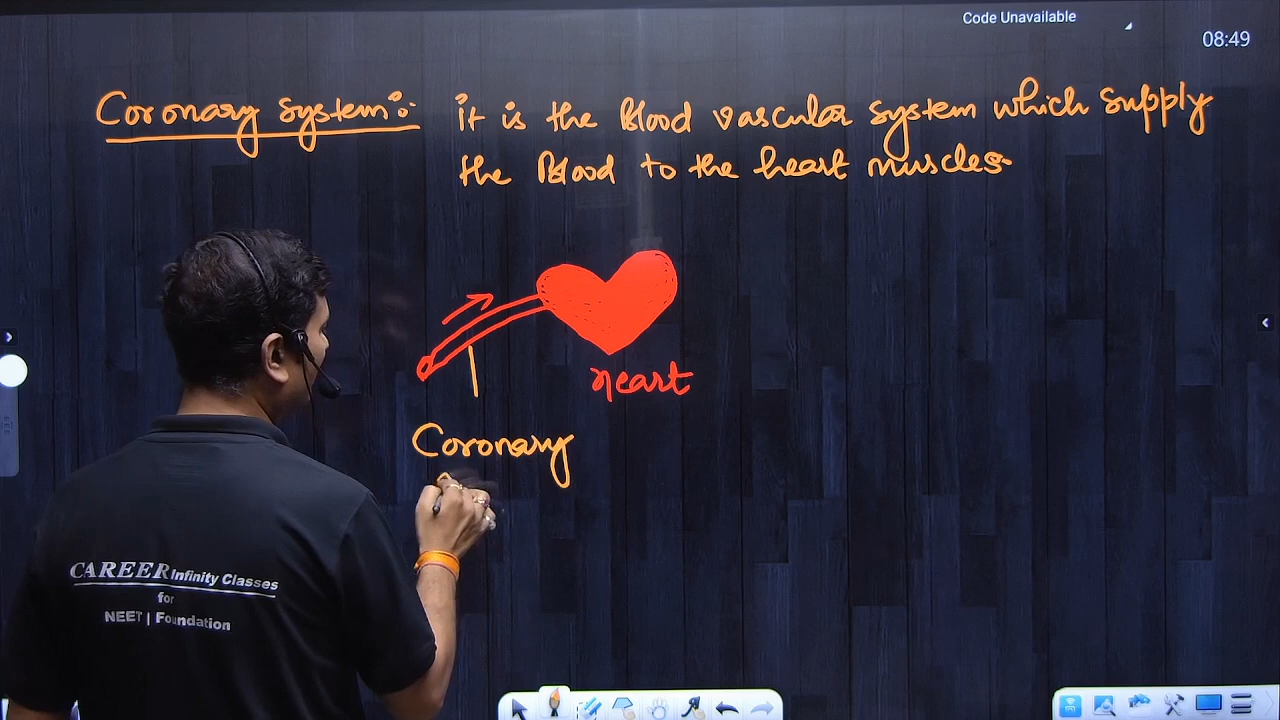 Code Unavailable
08:49
Coronary System:- it is the Blood vascular system which supply
the Blood to the heart muscles-
heart
Coronary
CAREER Infinity Classes
for
NEET | Foundation